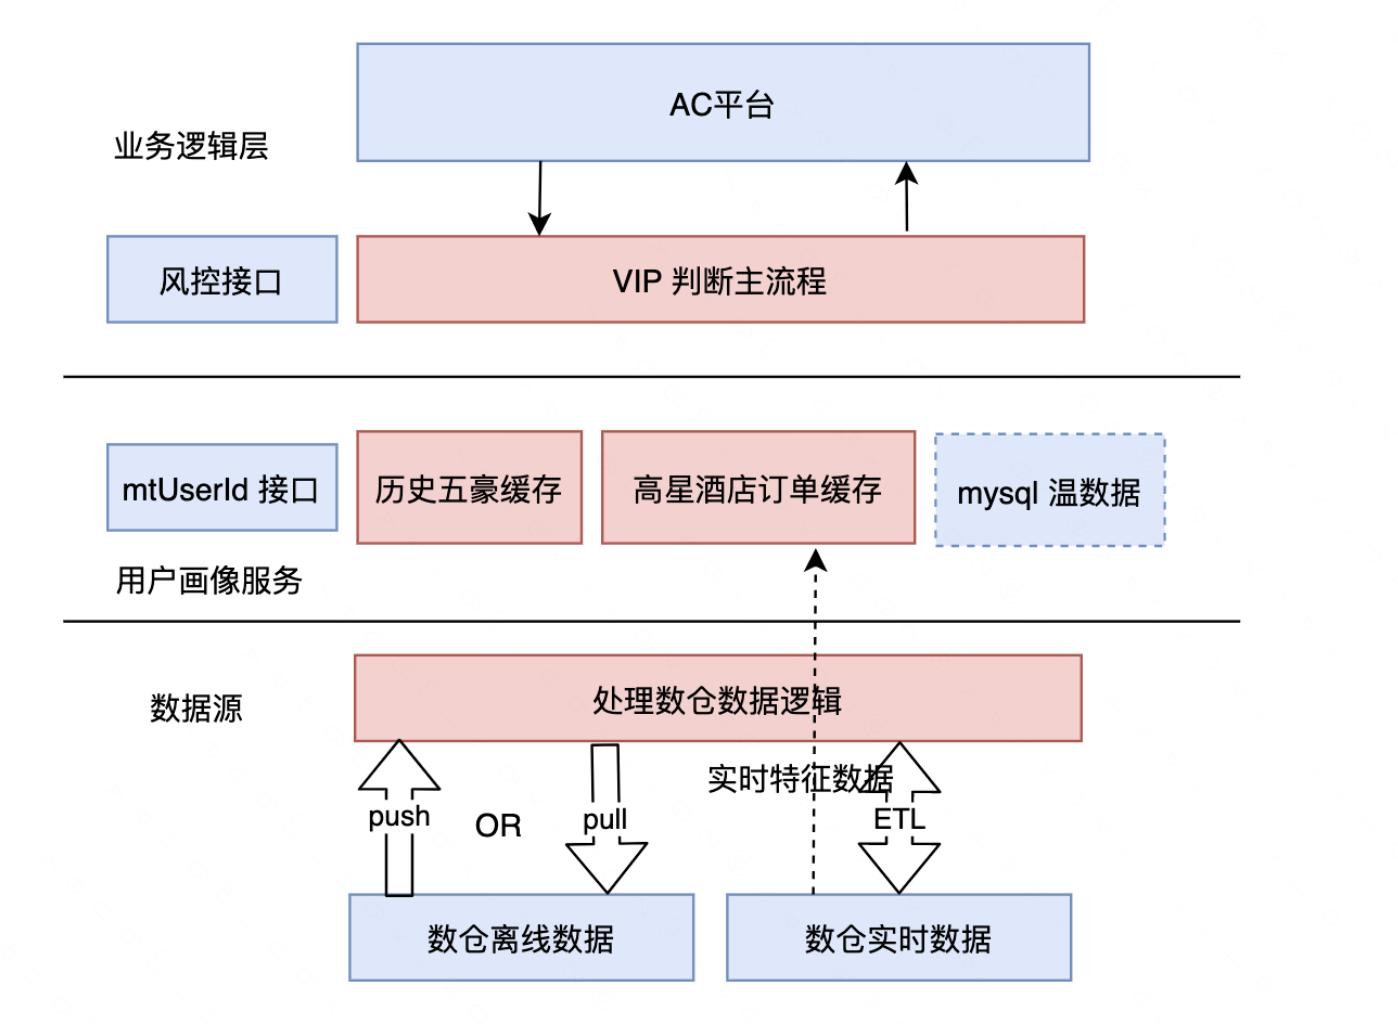 AC平台
业务逻辑层
风控接口
VIP 判断主流程
mtUserId 接口
历史五豪缓存
高星酒店订单缓存
mysql 温数据
用户画像服务
数据源
处理数仓数据逻辑
实时特征数据
push
OR
pull
ETL
数仓离线数据
数仓实时数据